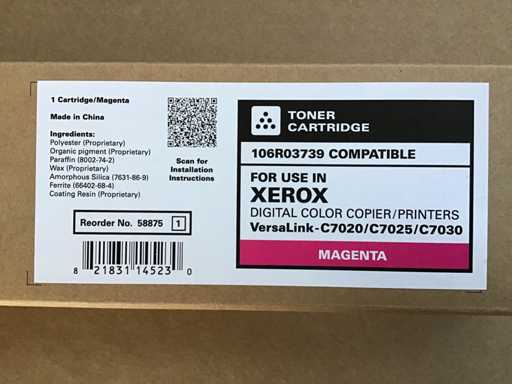 1 Cartridge/Magenta
Made in China
Ingredients:
Polyester (Proprietary)
Organic pigment (Proprietary)
Paraffin (8002-74-2)
Wax (Proprietary)
Amorphous Silica (7631-86-9)
Ferrite (66402-68-4)
Coating Resin (Proprietary)
Scan for
Installation
Instructions
Reorder No. 58875 1
8 21831 14523 0
TONER
CARTRIDGE
106R03739 COMPATIBLE
FOR USE IN
XEROX
DIGITAL COLOR COPIER/PRINTERS
VersaLink-C7020/C7025/C7030
MAGENTA